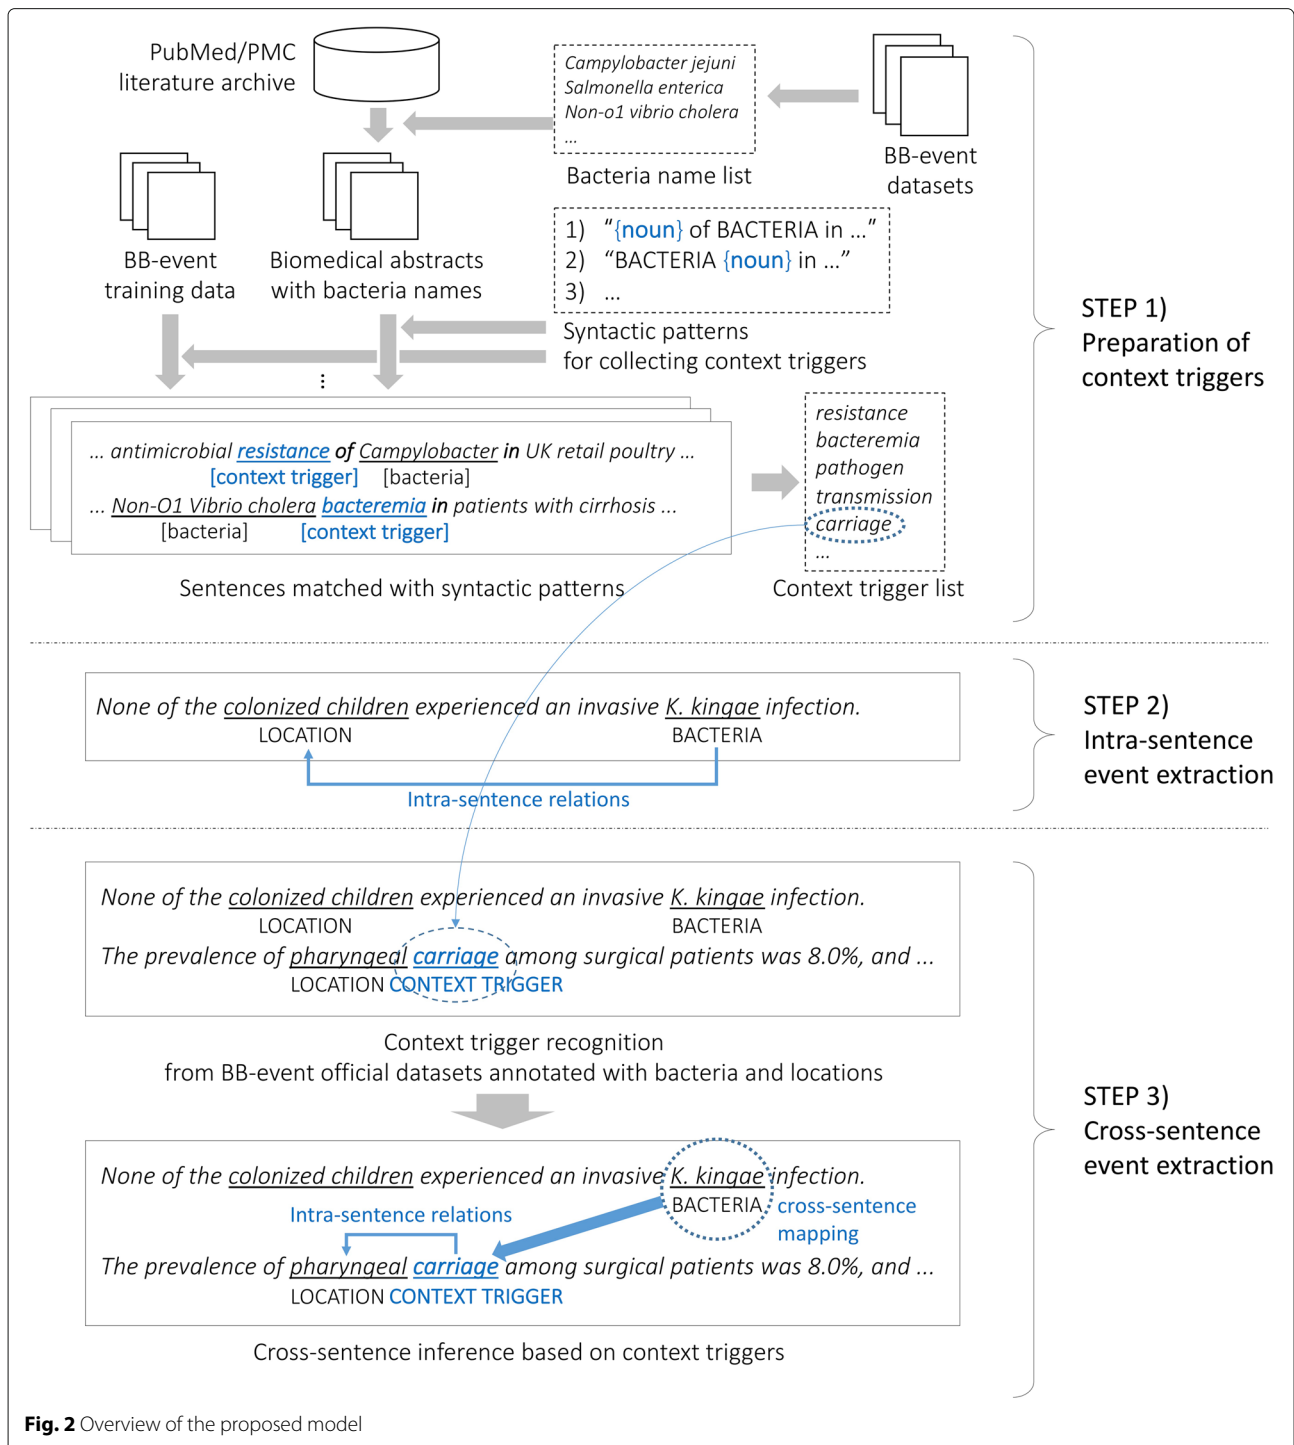 PubMed/PMC
literature archive
Campylobacter jejuni
Salmonella enterica
Non-o1 vibrio cholera
...
Bacteria name list
BB-event
datasets
BB-event
training data
Biomedical abstracts
with bacteria names
1) “{noun} of BACTERIA in ...”
2) “BACTERIA {noun} in ...”
3) ...
Syntactic patterns
for collecting context triggers
STEP 1)
Preparation of
context triggers
...
... antimicrobial resistance of Campylobacter in UK retail poultry ...
[context trigger] [bacteria]
... Non-O1 Vibrio cholera bacteremia in patients with cirrhosis ...
[bacteria] [context trigger]
Sentences matched with syntactic patterns
resistance
bacteremia
pathogen
transmission
carriage
...
Context trigger list
None of the colonized children experienced an invasive K. kingae infection.
LOCATION BACTERIA
Intra-sentence relations
STEP 2)
Intra-sentence
event extraction
None of the colonized children experienced an invasive K. kingae infection.
LOCATION BACTERIA
The prevalence of pharyngeal carriage among surgical patients was 8.0%, and ...
LOCATION CONTEXT TRIGGER
Context trigger recognition
from BB-event official datasets annotated with bacteria and locations
STEP 3)
Cross-sentence
event extraction
None of the colonized children experienced an invasive K. kingae infection.
BACTERIA
cross-sentence
mapping
Intra-sentence relations
The prevalence of pharyngeal carriage among surgical patients was 8.0%, and ...
LOCATION CONTEXT TRIGGER
Cross-sentence inference based on context triggers
Fig. 2 Overview of the proposed model